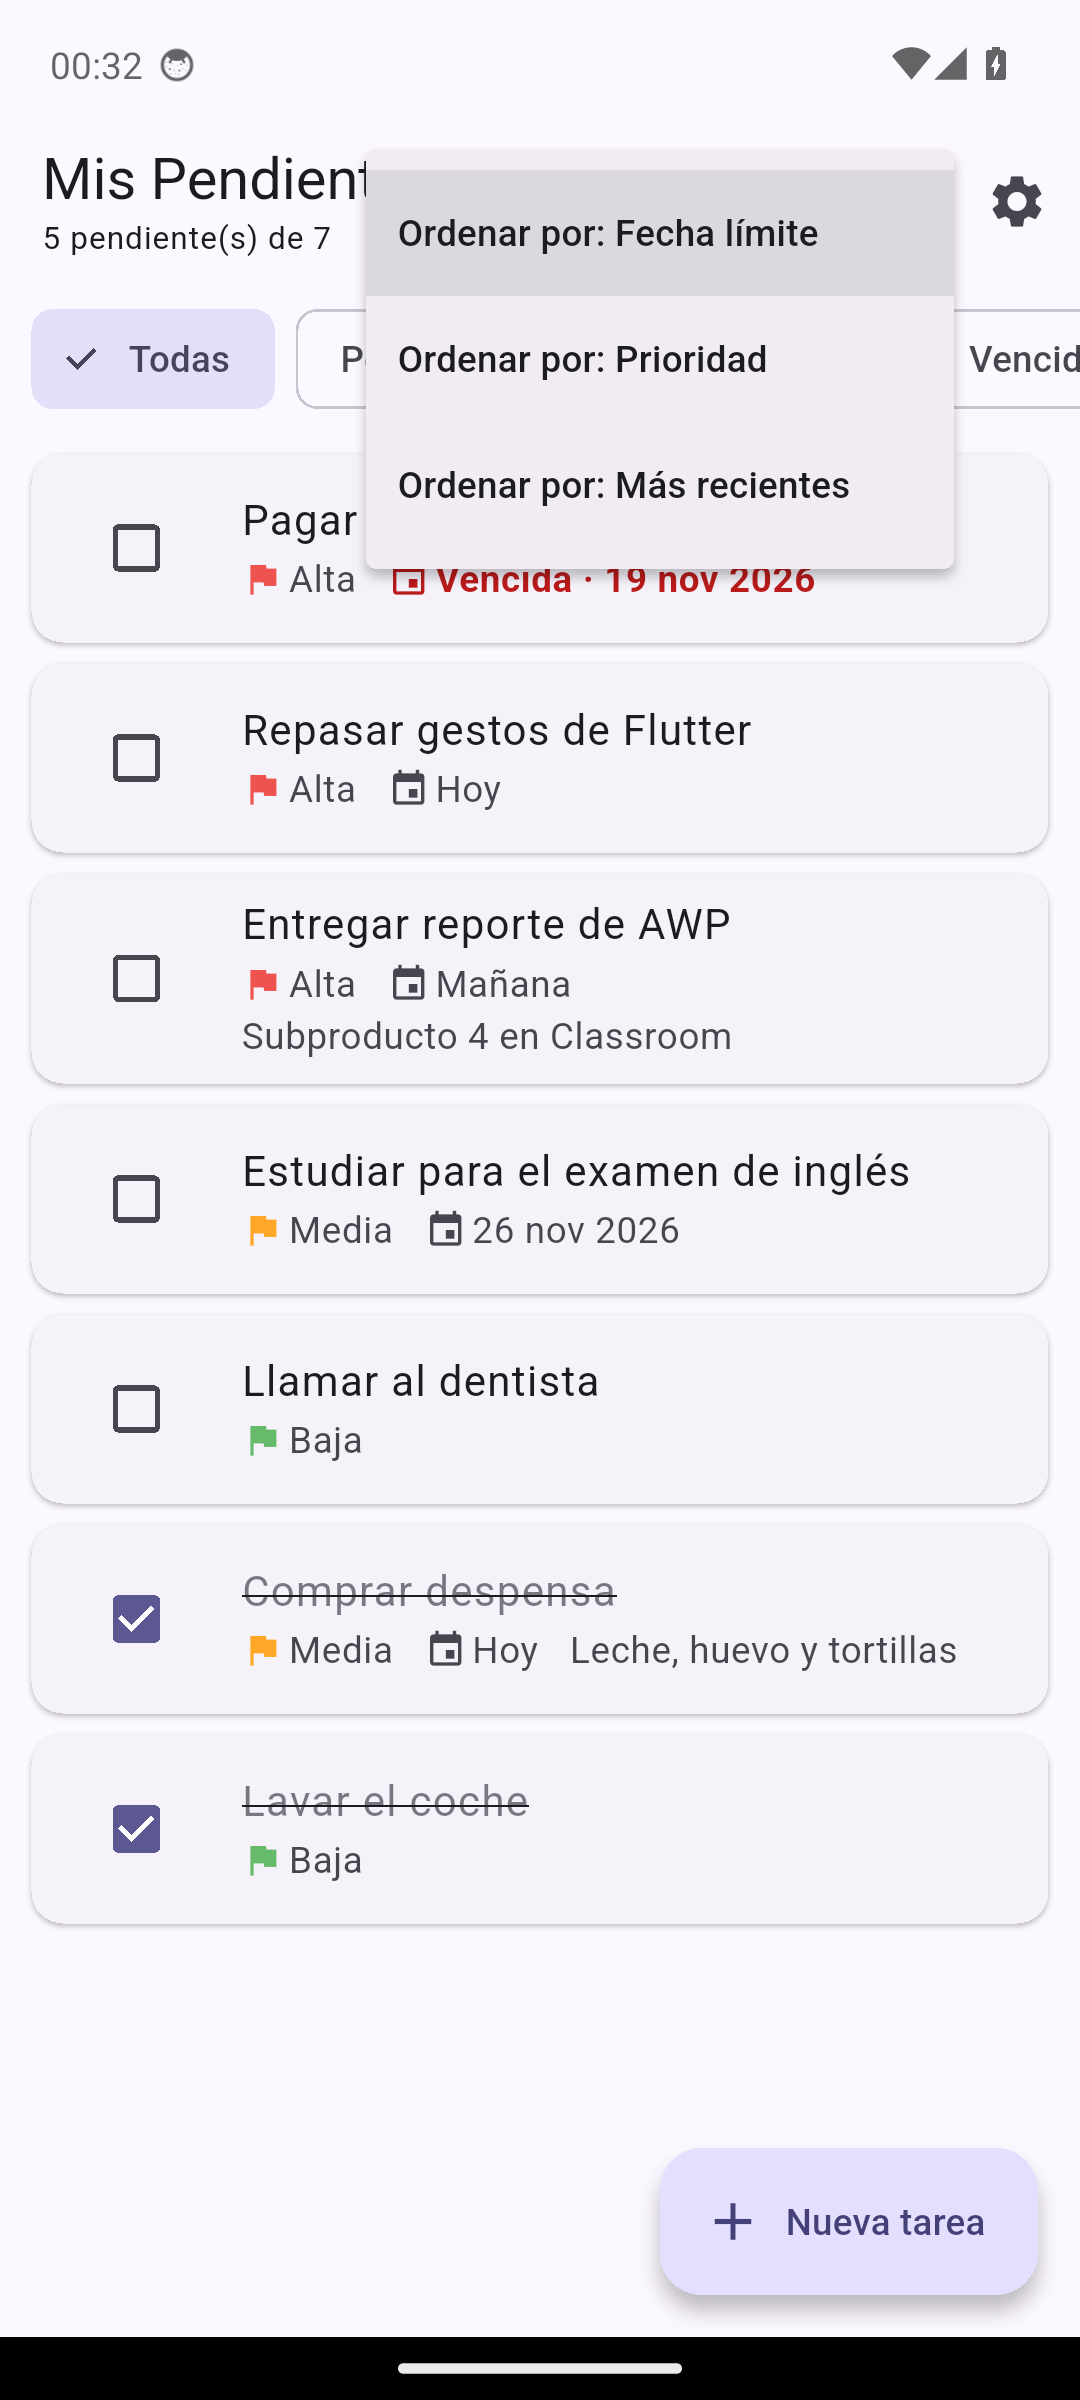 00:32
Mis Pendient
5 pendiente(s) de 7
Ordenar por: Fecha límite
Ordenar por: Prioridad
Ordenar por: Más recientes
Todas
Pagar
Alta Vencida · 19 nov 2026
Repasar gestos de Flutter
Alta Hoy
Entregar reporte de AWP
Alta Mañana
Subproducto 4 en Classroom
Estudiar para el examen de inglés
Media 26 nov 2026
Llamar al dentista
Baja
Comprar despensa
Media Hoy Leche, huevo y tortillas
Lavar el coche
Baja
Nueva tarea